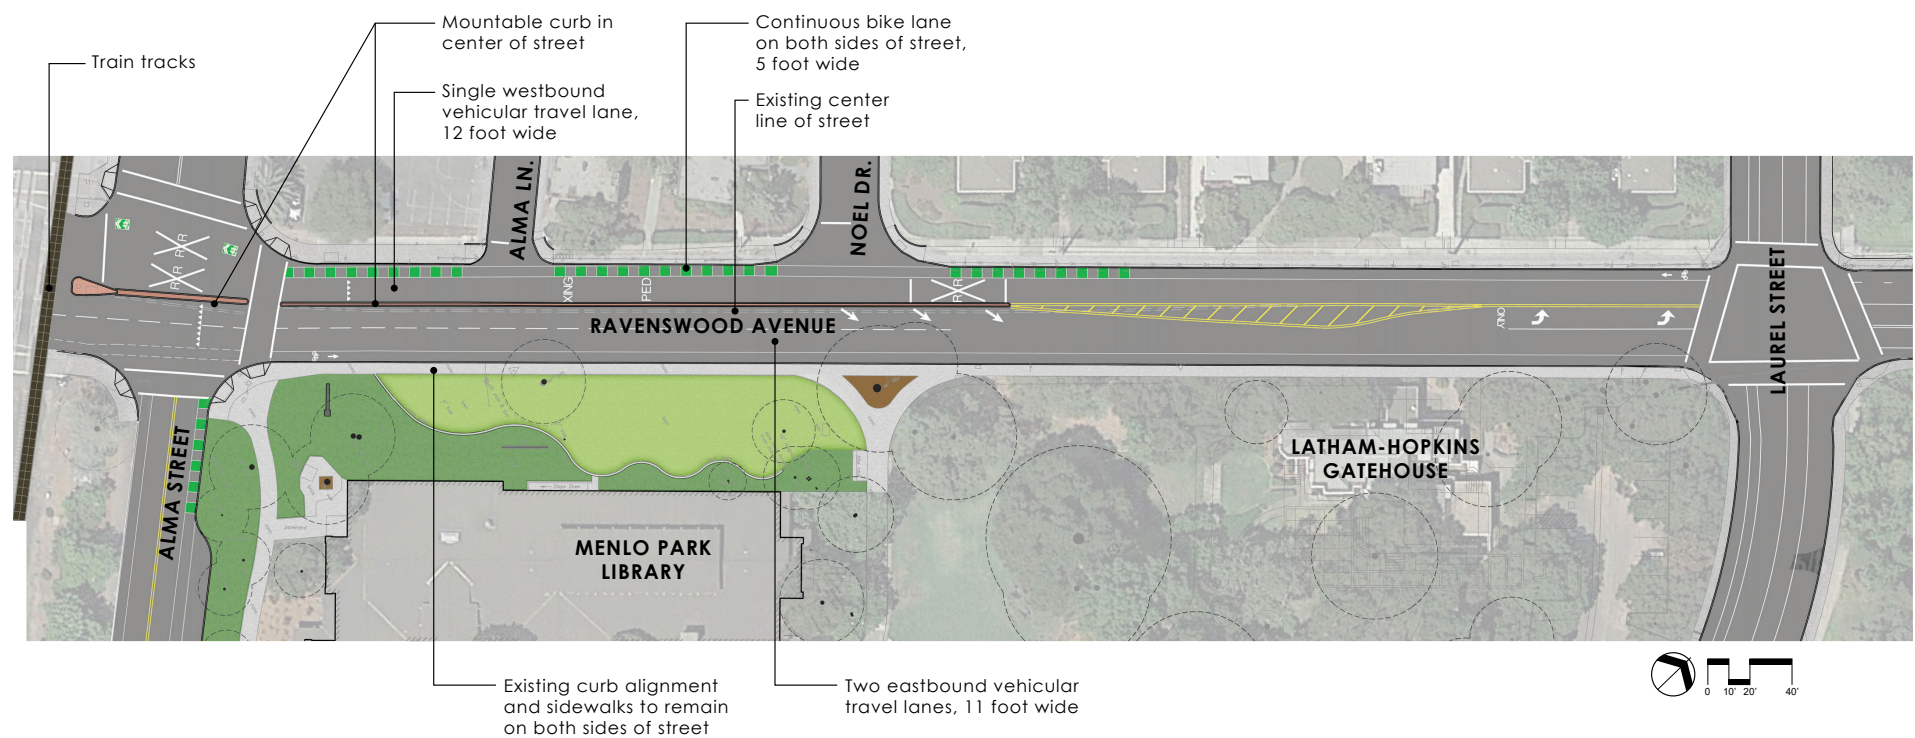 Train tracks
Mountable curb in
center of street
Single westbound
vehicular travel lane,
12 foot wide
Continuous bike lane
on both sides of street,
5 foot wide
Existing center
line of street
ALMA LN.
NOEL DR.
LAUREL STREET
ALMA STREET
RXR
RXR
XING
PED
RXR
ONLY
RAVENSWOOD AVENUE
LATHAM-HOPKINS
GATEHOUSE
MENLO PARK
LIBRARY
Existing curb alignment
and sidewalks to remain
on both sides of street
Two eastbound vehicular
travel lanes, 11 foot wide
0 10' 20' 40'